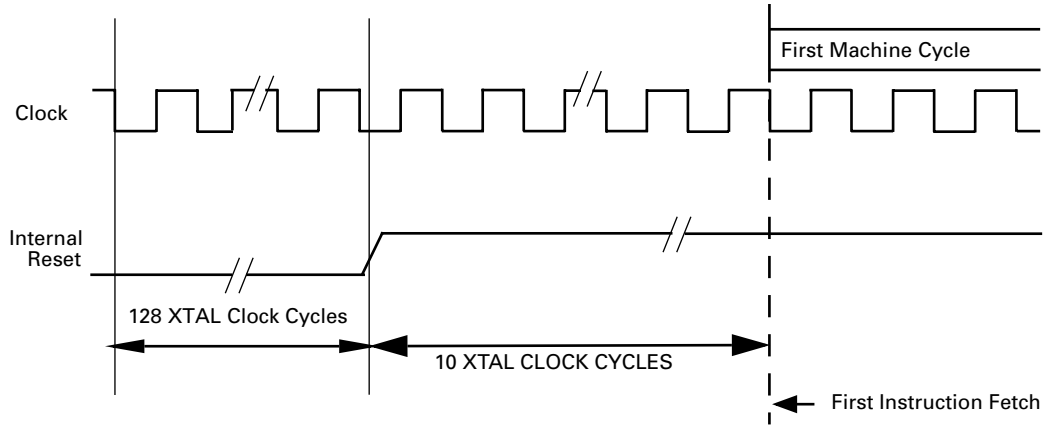 First Machine Cycle
Clock
Internal
Reset
128 XTAL Clock Cycles
10 XTAL CLOCK CYCLES
First Instruction Fetch